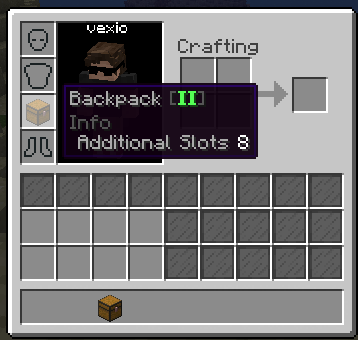 vexio
Crafting
Backpack [II]
Info
Additional Slots 8